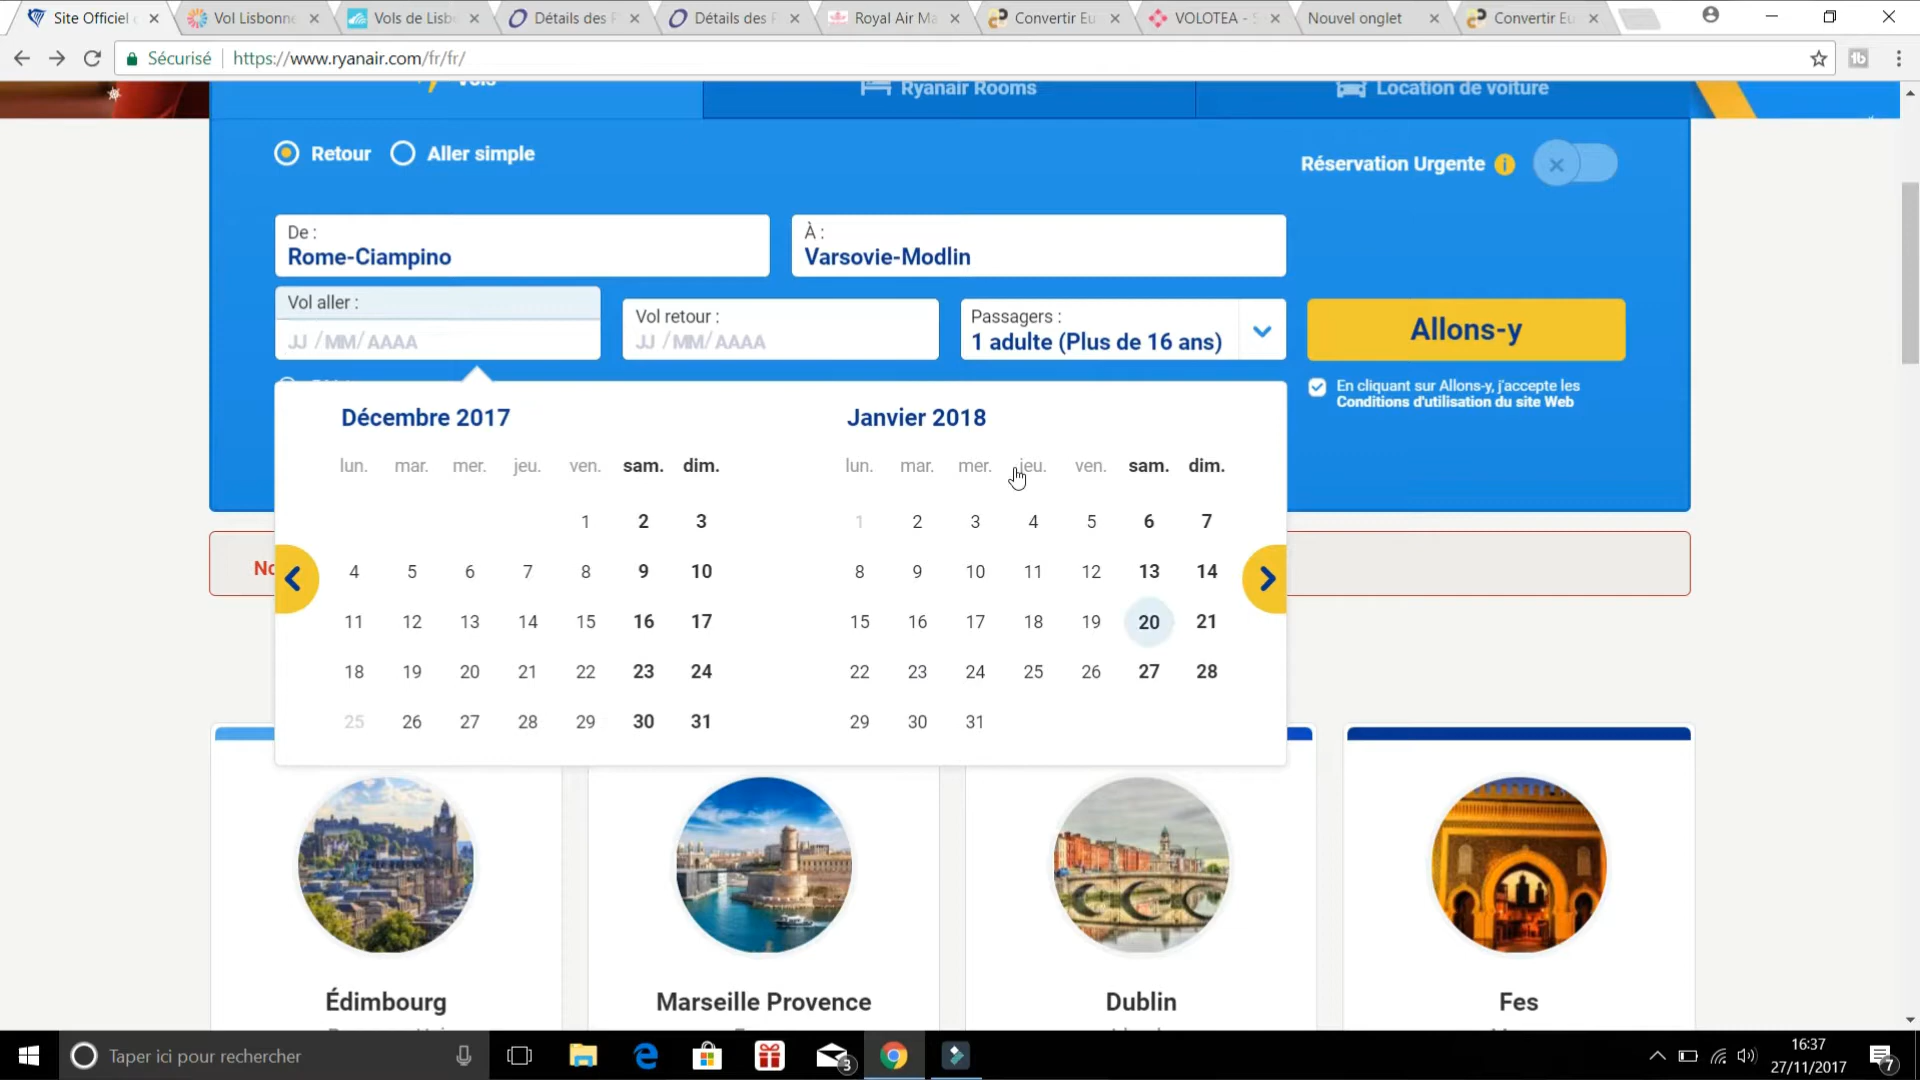 Site Officiel
Vol Lisbonne
Vols de Lisb
Détails des
Détails des
Royal Air Ma
Convertir Eu
VOLOTEA -
Nouvel onglet
Convertir Eu
Sécurisé
https://www.ryanair.com/fr/fr/
Vols
Ryanair Rooms
Location de voiture
Retour
Aller simple
Réservation Urgente
De :
Rome-Ciampino
À :
Varsovie-Modlin
Vol aller :
JJ /MM/AAAA
Vol retour :
JJ /MM/AAAA
Passagers :
1 adulte (Plus de 16 ans)
Allons-y
En cliquant sur Allons-y, j'accepte les
Conditions d'utilisation du site Web
Décembre 2017
lun. mar. mer. jeu. ven. sam. dim.
1 2 3
4 5 6 7 8 9 10
11 12 13 14 15 16 17
18 19 20 21 22 23 24
25 26 27 28 29 30 31
Janvier 2018
lun. mar. mer. jeu. ven. sam. dim.
1 2 3 4 5 6 7
8 9 10 11 12 13 14
15 16 17 18 19 20 21
22 23 24 25 26 27 28
29 30 31
Édimbourg
Marseille Provence
Dublin
Fes
Taper ici pour rechercher
3
16:37
27/11/2017
7